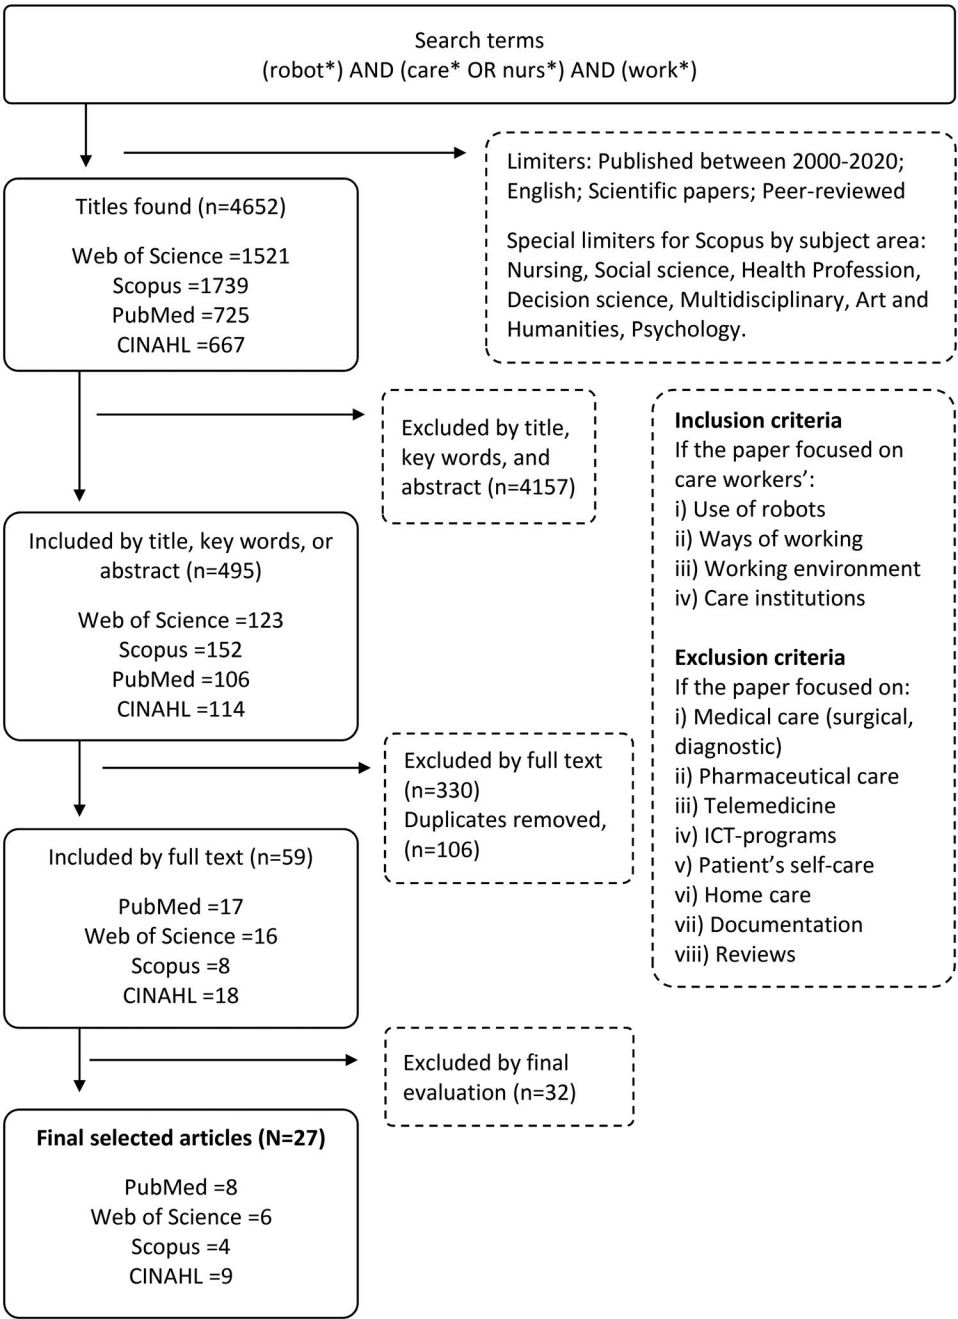 Search terms
(robot*) AND (care* OR nurs*) AND (work*)
Limiters: Published between 2000-2020;
English; Scientific papers; Peer-reviewed
Special limiters for Scopus by subject area:
Nursing, Social science, Health Profession,
Decision science, Multidisciplinary, Art and
Humanities, Psychology.
Titles found (n=4652)
Web of Science =1521
Scopus =1739
PubMed =725
CINAHL =667
Excluded by title,
key words, and
abstract (n=4157)
Inclusion criteria
If the paper focused on
care workers’:
i) Use of robots
ii) Ways of working
iii) Working environment
iv) Care institutions
Exclusion criteria
If the paper focused on:
i) Medical care (surgical,
diagnostic)
ii) Pharmaceutical care
iii) Telemedicine
iv) ICT-programs
v) Patient’s self-care
vi) Home care
vii) Documentation
viii) Reviews
Included by title, key words, or
abstract (n=495)
Web of Science =123
Scopus =152
PubMed =106
CINAHL =114
Excluded by full text
(n=330)
Duplicates removed,
(n=106)
Included by full text (n=59)
PubMed =17
Web of Science =16
Scopus =8
CINAHL =18
Excluded by final
evaluation (n=32)
Final selected articles (N=27)
PubMed =8
Web of Science =6
Scopus =4
CINAHL =9